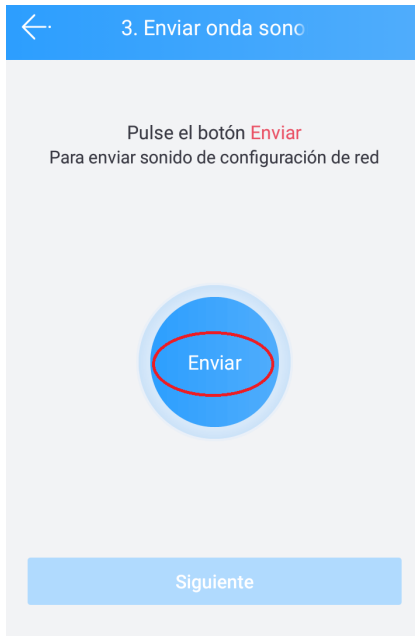 3. Enviar onda sono
Pulse el botón Enviar
Para enviar sonido de configuración de red
Enviar
Siguiente